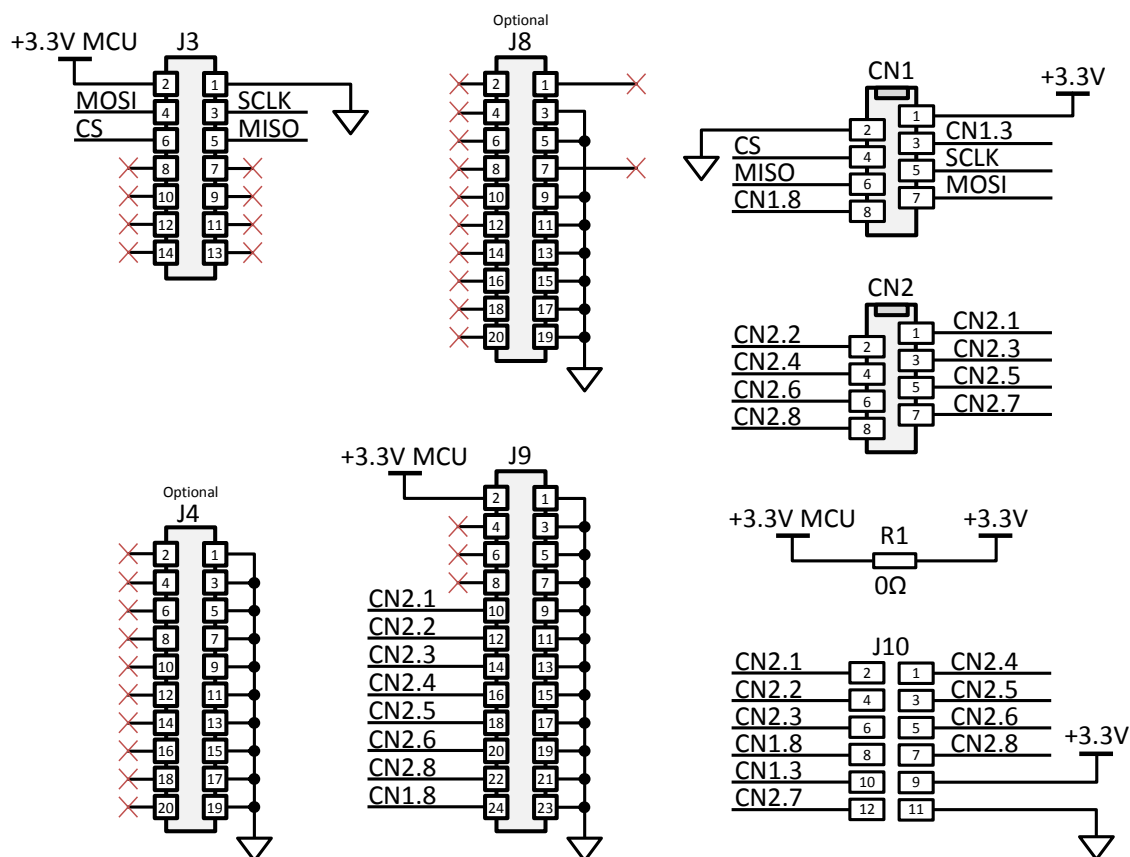 +3.3V MCU
J3
2 1
MOSI 4 3 SCLK
CS 6 5 MISO
8 7
10 9
12 11
14 13
Optional
J8
2 1
4 3
6 5
8 7
10 9
12 11
14 13
16 15
18 17
20 19
CN1
+3.3V
1
2 CN1.3
3
CS 4 SCLK
5
MISO 6 MOSI
7
CN1.8 8
CN2
CN2.1
1
CN2.2 2 CN2.3
3
CN2.4 4 CN2.5
5
CN2.6 6 CN2.7
7
CN2.8 8
Optional
J4
2 1
4 3
6 5
8 7
10 9
12 11
14 13
16 15
18 17
20 19
+3.3V MCU
J9
2 1
4 3
6 5
8 7
CN2.1 10 9
CN2.2 12 11
CN2.3 14 13
CN2.4 16 15
CN2.5 18 17
CN2.6 20 19
CN2.8 22 21
CN1.8 24 23
+3.3V MCU
R1
+3.3V
0Ω
J10
CN2.1 2 1 CN2.4
CN2.2 4 3 CN2.5
CN2.3 6 5 CN2.6
CN1.8 8 7 CN2.8
+3.3V
CN1.3 10 9
CN2.7 12 11